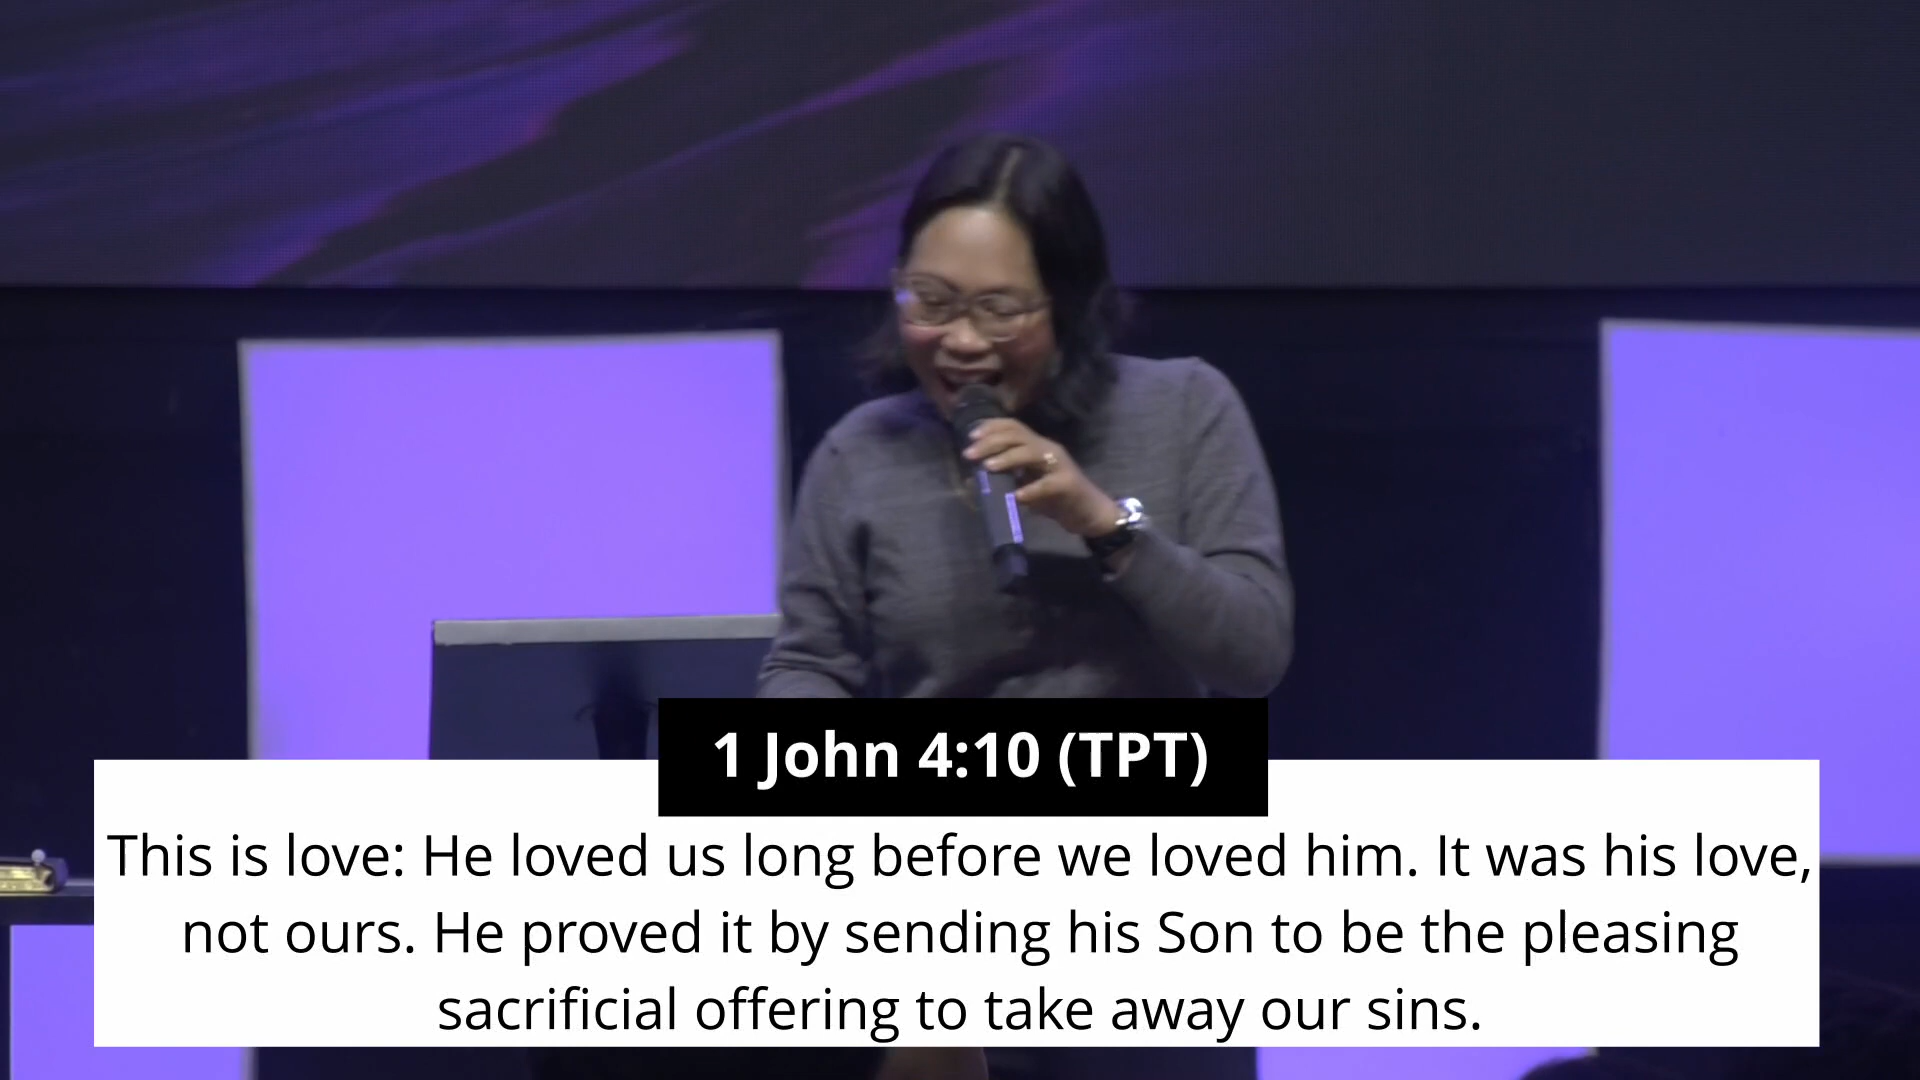 1 John 4:10 (TPT)
This is love: He loved us long before we loved him. It was his love,
not ours. He proved it by sending his Son to be the pleasing
sacrificial offering to take away our sins.